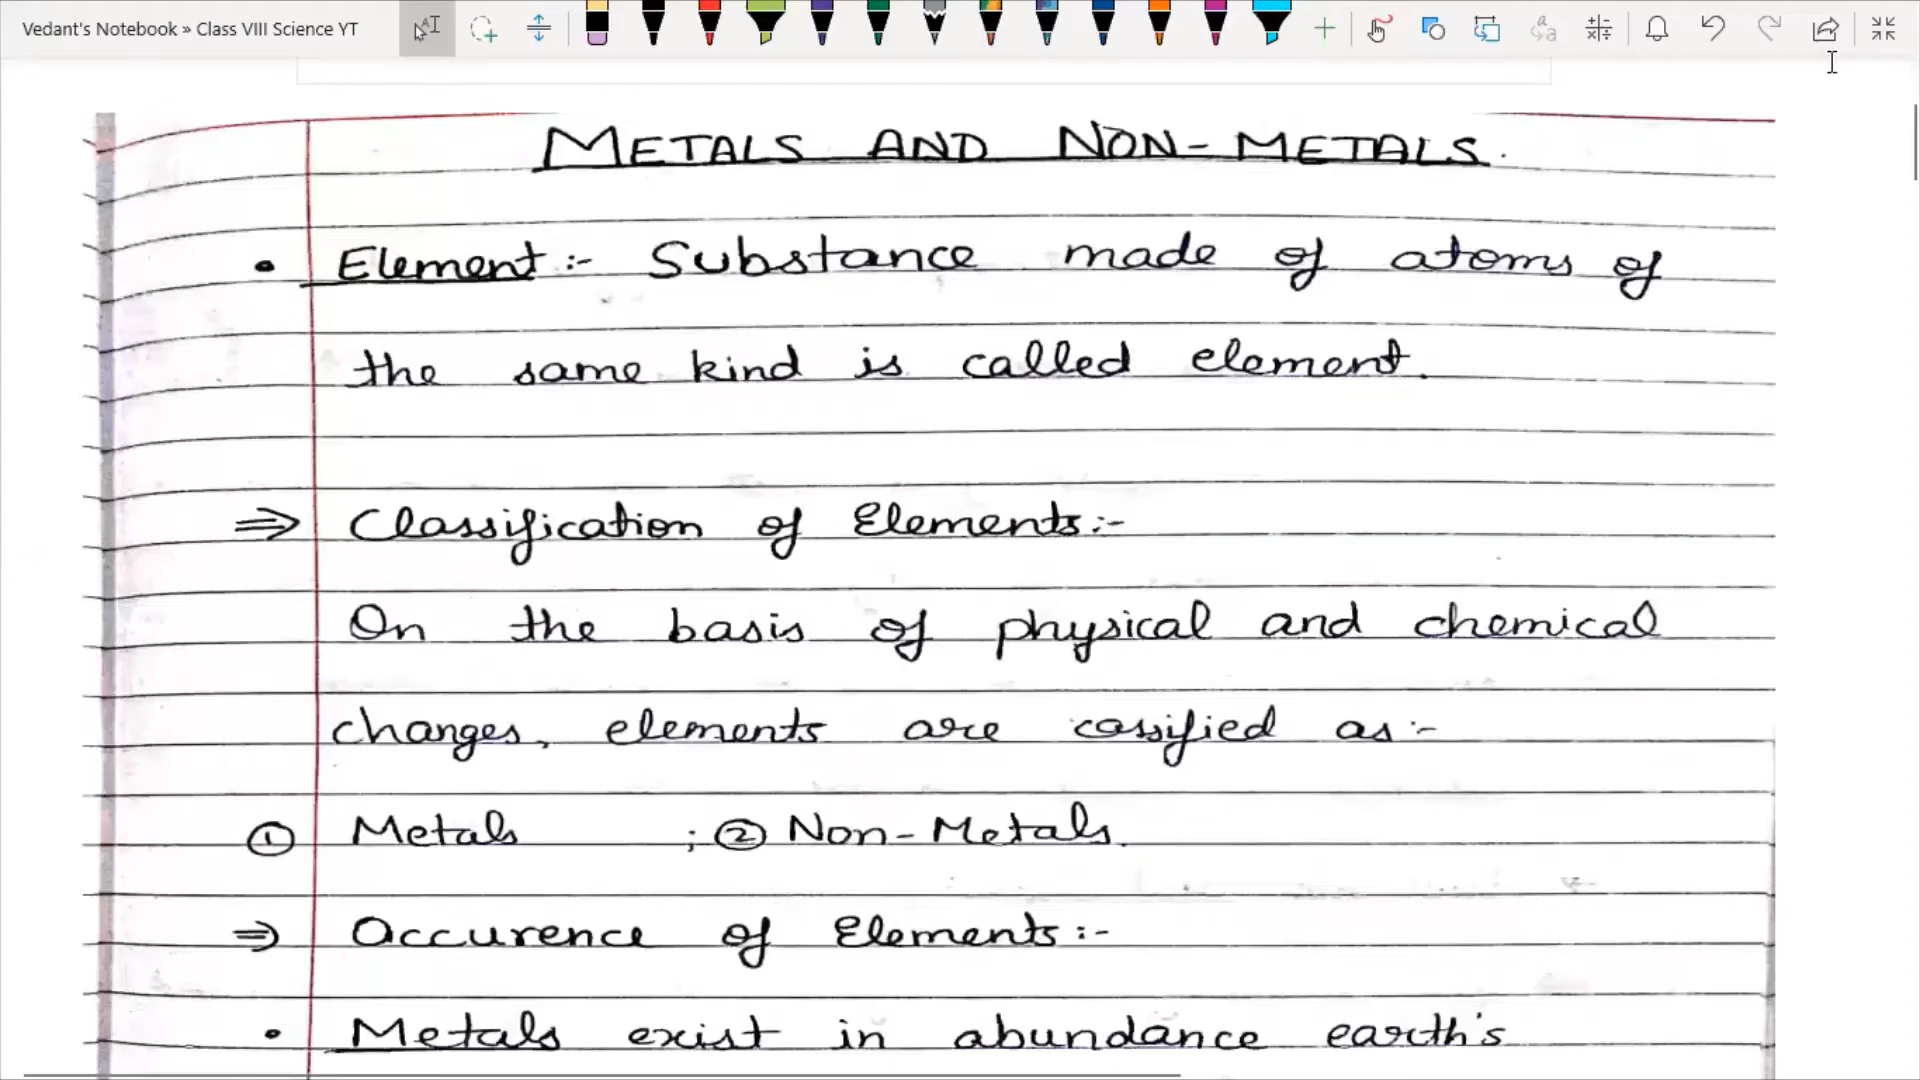 Vedant's Notebook » Class VIII Science YT
METALS AND NON-METALS.
• Element :- Substance made of atoms of
the same kind is called element.
⇒ Classification of Elements:-
On the basis of physical and chemical
changes, elements are cassified as :-
① Metals ; ② Non-Metals.
⇒ Occurence of Elements :-
• Metals exist in abundance earth's